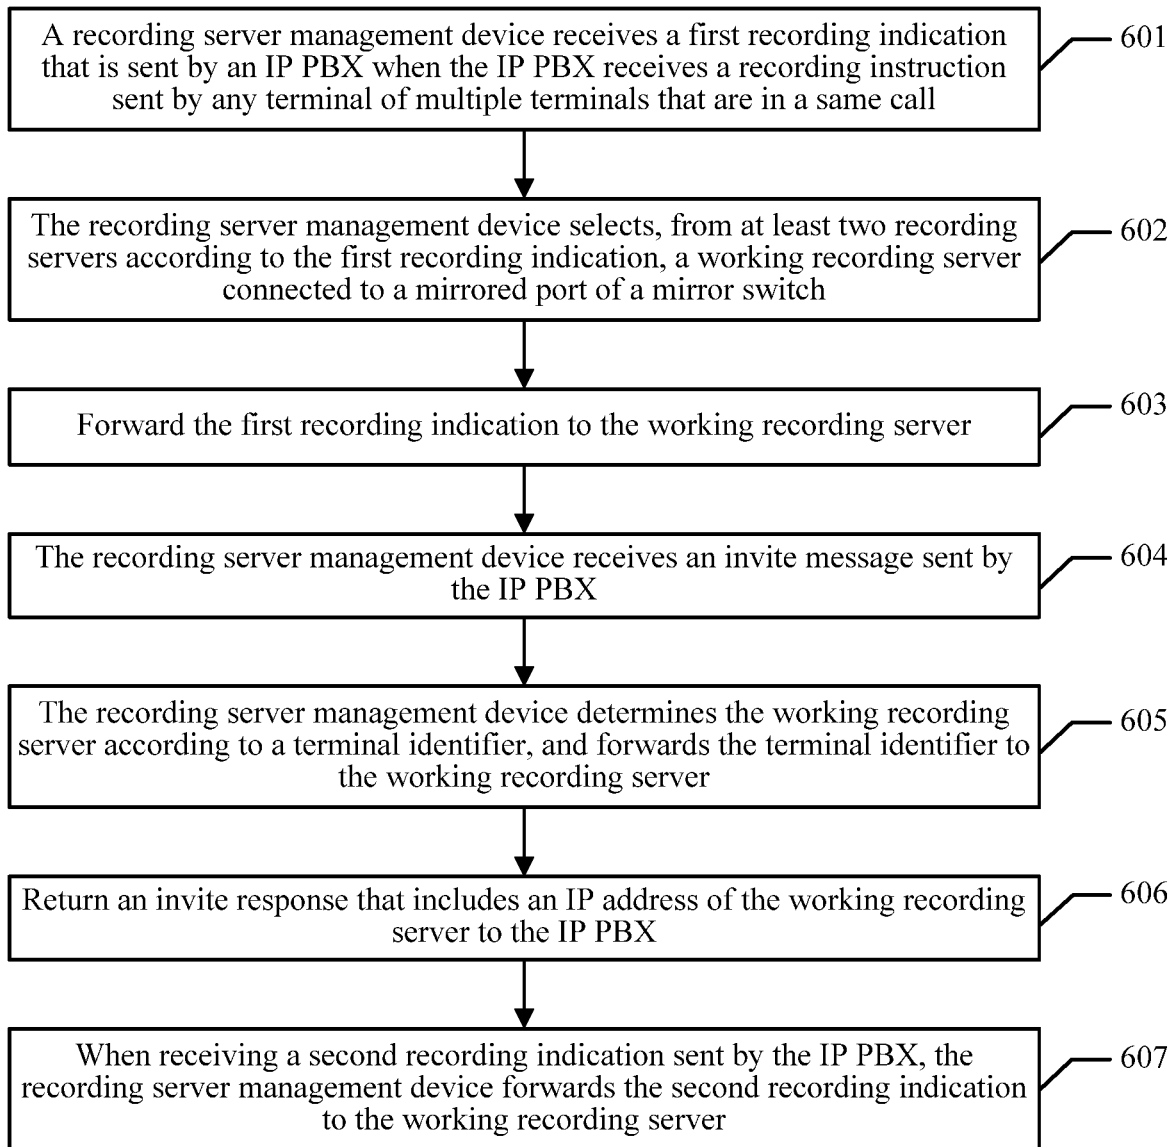 A recording server management device receives a first recording indication
that is sent by an IP PBX when the IP PBX receives a recording instruction
sent by any terminal of multiple terminals that are in a same call
601
The recording server management device selects, from at least two recording
servers according to the first recording indication, a working recording server
connected to a mirrored port of a mirror switch
602
Forward the first recording indication to the working recording server
603
The recording server management device receives an invite message sent by
the IP PBX
604
The recording server management device determines the working recording
server according to a terminal identifier, and forwards the terminal identifier to
the working recording server
605
Return an invite response that includes an IP address of the working recording
server to the IP PBX
606
When receiving a second recording indication sent by the IP PBX, the
recording server management device forwards the second recording indication
to the working recording server
607